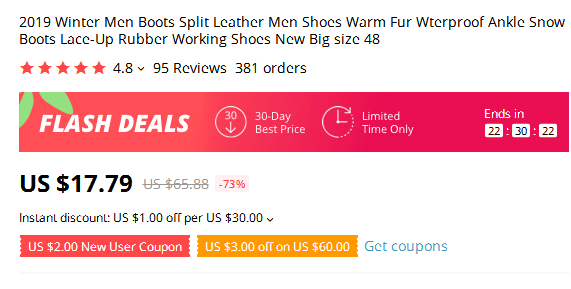 2019 Winter Men Boots Split Leather Men Shoes Warm Fur Wterproof Ankle Snow
Boots Lace-Up Rubber Working Shoes New Big size 48
4.8 95 Reviews 381 orders
FLASH DEALS
30
30-Day
Best Price
Limited
Time Only
Ends in
22 : 30 : 22
US $17.79 US $65.88 -73%
Instant discount: US $1.00 off per US $30.00
US $2.00 New User Coupon US $3.00 off on US $60.00 Get coupons